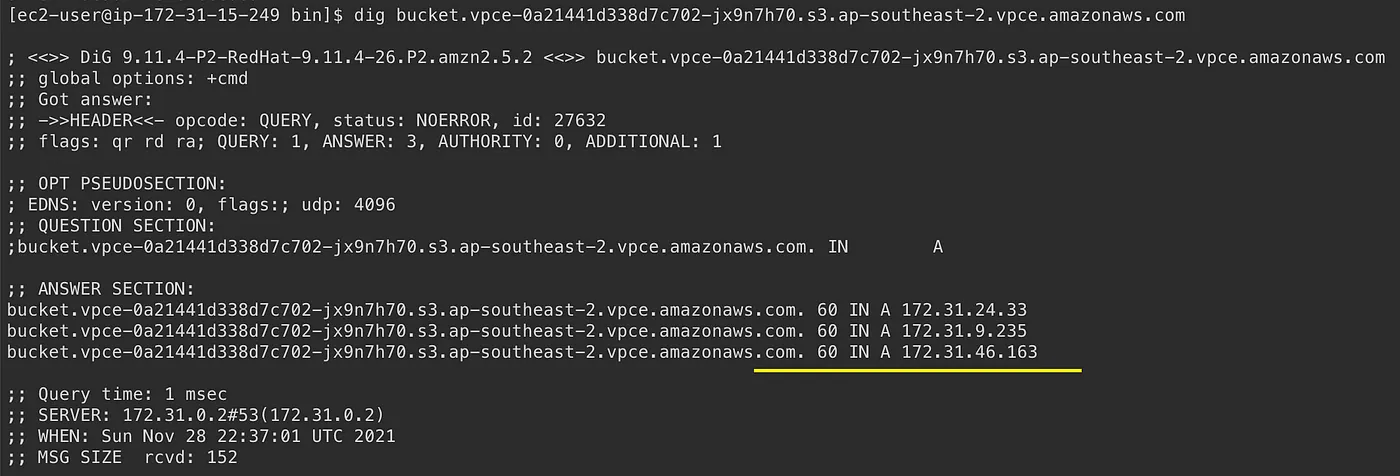 [ec2-user@ip-172-31-15-249 bin]$ dig bucket.vpce-0a21441d338d7c702-jx9n7h70.s3.ap-southeast-2.vpce.amazonaws.com
; <<>> DiG 9.11.4-P2-RedHat-9.11.4-26.P2.amzn2.5.2 <<>> bucket.vpce-0a21441d338d7c702-jx9n7h70.s3.ap-southeast-2.vpce.amazonaws.com
;; global options: +cmd
;; Got answer:
;; ->>HEADER<<- opcode: QUERY, status: NOERROR, id: 27632
;; flags: qr rd ra; QUERY: 1, ANSWER: 3, AUTHORITY: 0, ADDITIONAL: 1
;; OPT PSEUDOSECTION:
; EDNS: version: 0, flags:; udp: 4096
;; QUESTION SECTION:
;bucket.vpce-0a21441d338d7c702-jx9n7h70.s3.ap-southeast-2.vpce.amazonaws.com. IN A
;; ANSWER SECTION:
bucket.vpce-0a21441d338d7c702-jx9n7h70.s3.ap-southeast-2.vpce.amazonaws.com. 60 IN A 172.31.24.33
bucket.vpce-0a21441d338d7c702-jx9n7h70.s3.ap-southeast-2.vpce.amazonaws.com. 60 IN A 172.31.9.235
bucket.vpce-0a21441d338d7c702-jx9n7h70.s3.ap-southeast-2.vpce.amazonaws.com. 60 IN A 172.31.46.163
;; Query time: 1 msec
;; SERVER: 172.31.0.2#53(172.31.0.2)
;; WHEN: Sun Nov 28 22:37:01 UTC 2021
;; MSG SIZE rcvd: 152